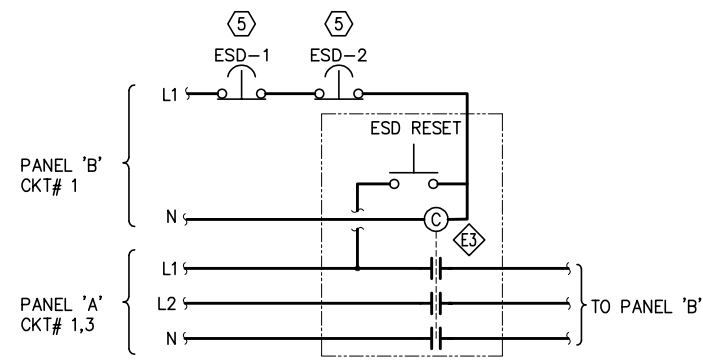 5 5
ESD-1 ESD-2
L1
ESD RESET
PANEL 'B'
CKT# 1
N
C
E3
L1
PANEL 'A'
CKT# 1,3
L2
TO PANEL 'B'
N